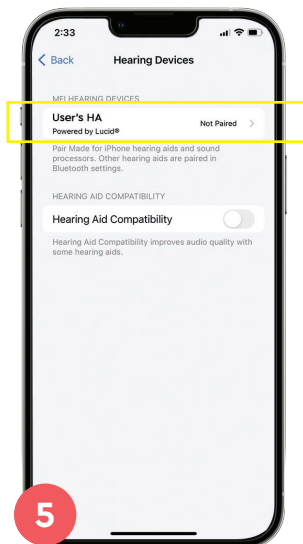 2:33
Back Hearing Devices
MFI HEARING DEVICES
User's HA
Powered by Lucid®
Not Paired
Pair Made for iPhone hearing aids and sound
processors. Other hearing aids are paired in
Bluetooth settings.
HEARING AID COMPATIBILITY
Hearing Aid Compatibility
Hearing Aid Compatibility improves audio quality with
some hearing aids.
5